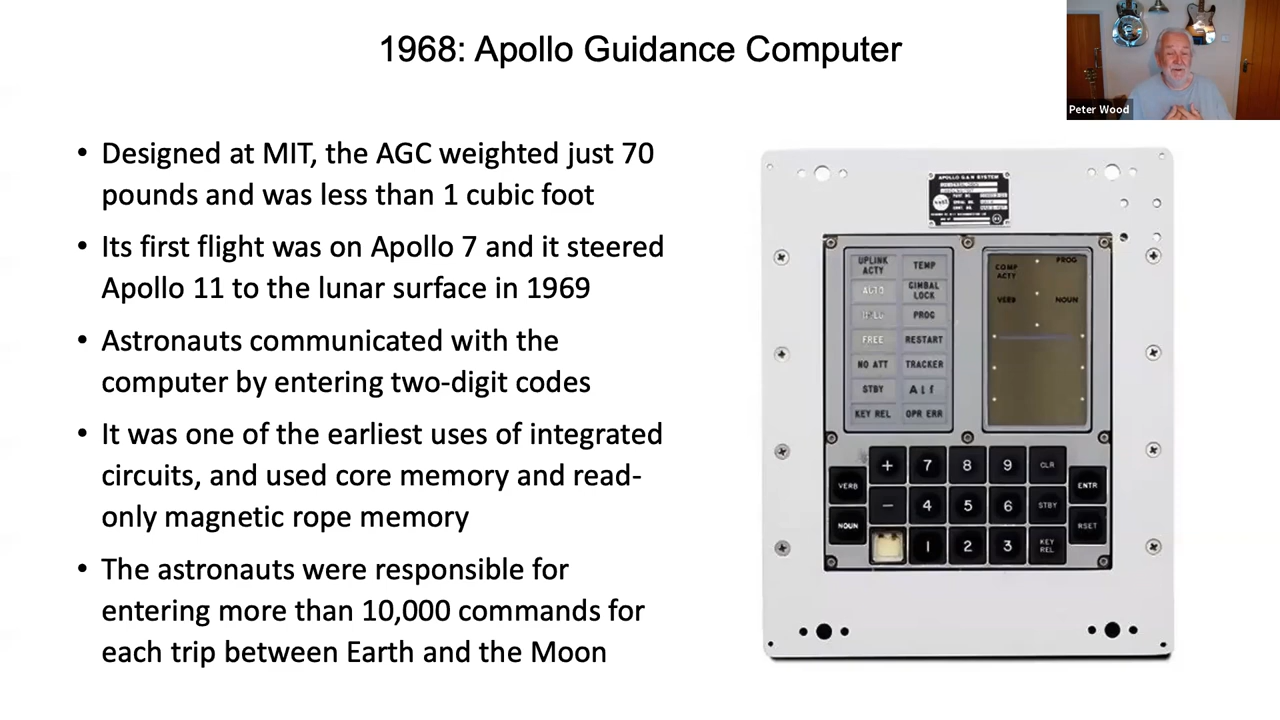 1968: Apollo Guidance Computer
Peter Wood
• Designed at MIT, the AGC weighted just 70
pounds and was less than 1 cubic foot
• Its first flight was on Apollo 7 and it steered
Apollo 11 to the lunar surface in 1969
• Astronauts communicated with the
computer by entering two-digit codes
• It was one of the earliest uses of integrated
circuits, and used core memory and read-
only magnetic rope memory
• The astronauts were responsible for
entering more than 10,000 commands for
each trip between Earth and the Moon
APOLLO G & N SYSTEM
UPLINK
ACTY
TEMP
AUTO
GIMBAL
LOCK
HOLD
PROG
FREE
RESTART
NO ATT
TRACKER
STBY
KEY REL
OPR ERR
COMP
ACTY
PROG
VERB
NOUN
VERB
NOUN
+ 7 8 9 CLR
− 4 5 6 STBY
1 2 3 KEY
REL
ENTR
RSET